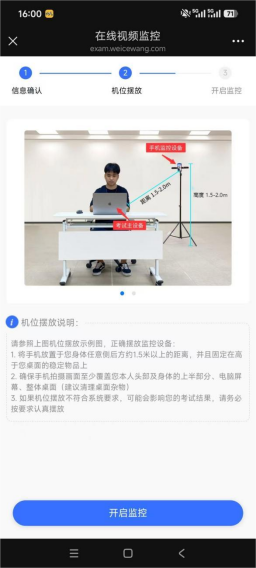 16:00
5G 5G 71
在线视频监控
exam.weicewang.com
1 2 3
信息确认 机位摆放 开启监控
手机监控设备
距离 1.5-2.0m
高度 1.5-2.0m
考试主设备
机位摆放说明：
请参照上图机位摆放示例图，正确摆放监控设备：
1. 将手机放置于您身体任意侧后方约1.5米以上的距离，并且固定在高
于您桌面的稳定物品上
2. 确保手机拍摄画面至少覆盖您本人头部及身体的上半部分、电脑屏
幕、整体桌面（建议清理桌面杂物）
3. 如果机位摆放不符合系统要求，可能会影响您的考试结果，请务必
按要求认真摆放
开启监控